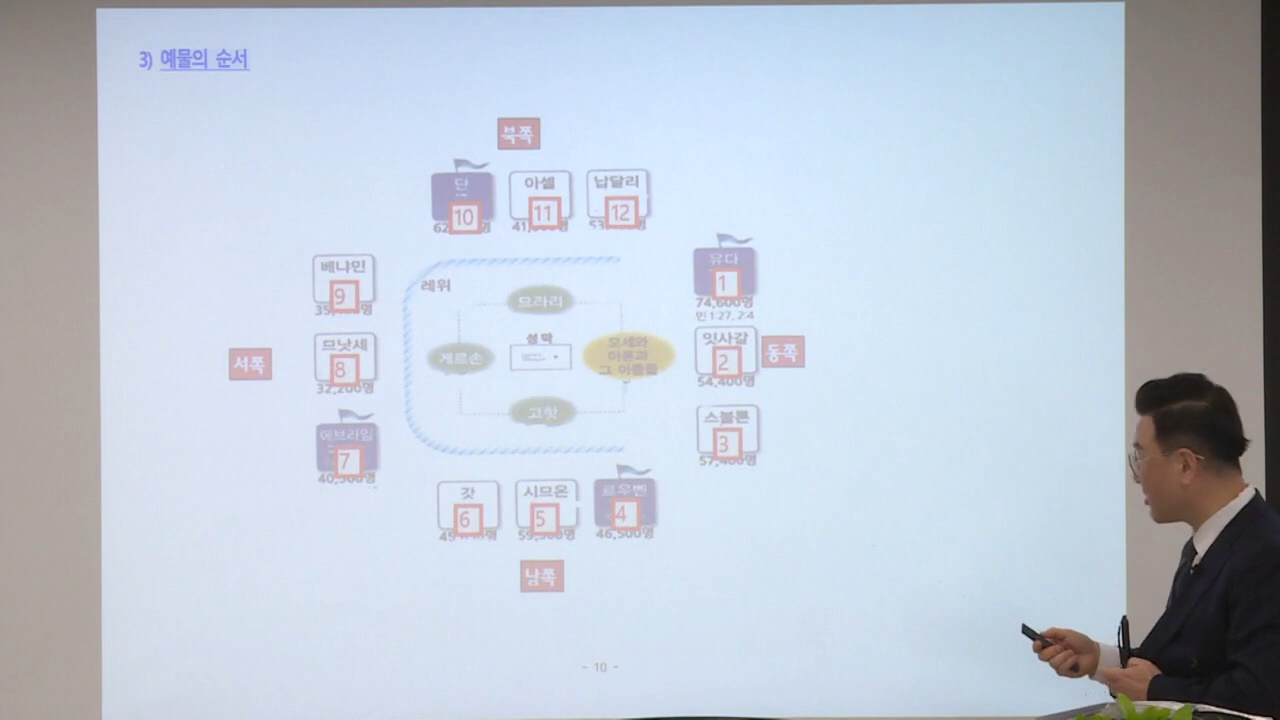 3) 예물의 순서
북쪽
단
10
아셀
11
납달리
12
베냐민
9
유다
1
74,600명
민 1:27, 2:4
레위
므라리
성막
게르손
모세와
아론과
그 아들들
고핫
므낫세
8
32,200명
서쪽
잇사갈
2
54,400명
동쪽
에브라임
7
40,500명
스불론
3
57,400명
갓
6
시므온
5
르우벤
4
46,500명
남쪽
- 10 -